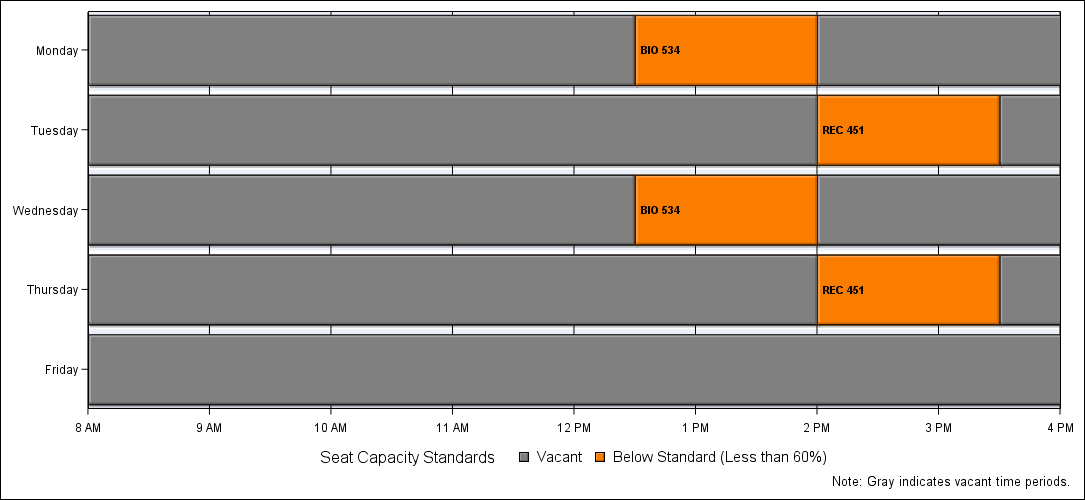 Monday
BIO 534
Tuesday
REC 451
Wednesday
BIO 534
Thursday
REC 451
Friday
8 AM 9 AM 10 AM 11 AM 12 PM 1 PM 2 PM 3 PM 4 PM
Seat Capacity Standards Vacant Below Standard (Less than 60%)
Note: Gray indicates vacant time periods.